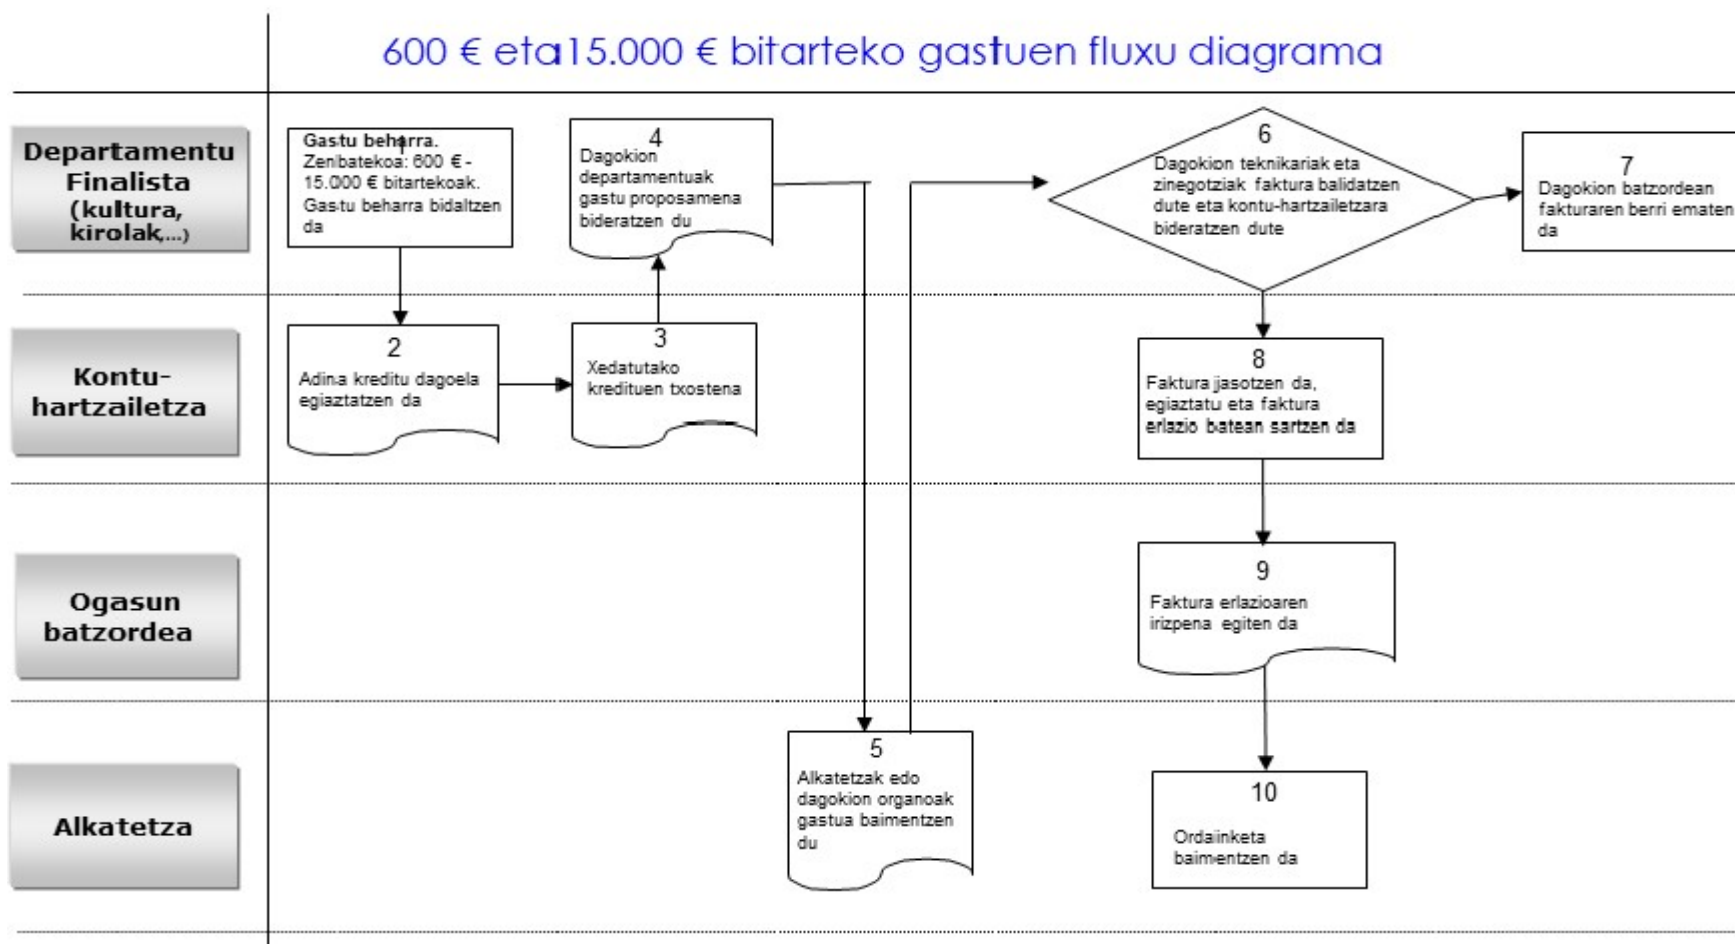 600 € eta15.000 € bitarteko gastuen fluxu diagrama
Departamentu
Finalista
(kultura,
kirolak,...)
Gastu beharra.
Zenbatekoa: 600 € -
15.000 € bitartekoak.
Gastu beharra bidaltzen
da
4
Dagokion
departamentuak
gastu proposamena
bideratzen du
6
Dagokion teknikariak eta
zinegotziak faktura balidatzen
dute eta kontu-hartzailetzara
bideratzen dute
7
Dagokion batzordean
fakturaren berri ematen
da
Kontu-
hartzailetza
2
Adina kreditu dagoela
egiaztatzen da
3
Xedatutako
kredituen txostena
8
Faktura jasotzen da,
egiaztatu eta faktura
erlazio batean sartzen da
Ogasun
batzordea
9
Faktura erlazioaren
irizpena egiten da
Alkatetza
5
Alkatetzak edo
dagokion organoak
gastua baimentzen
du
10
Ordainketa
baimentzen da